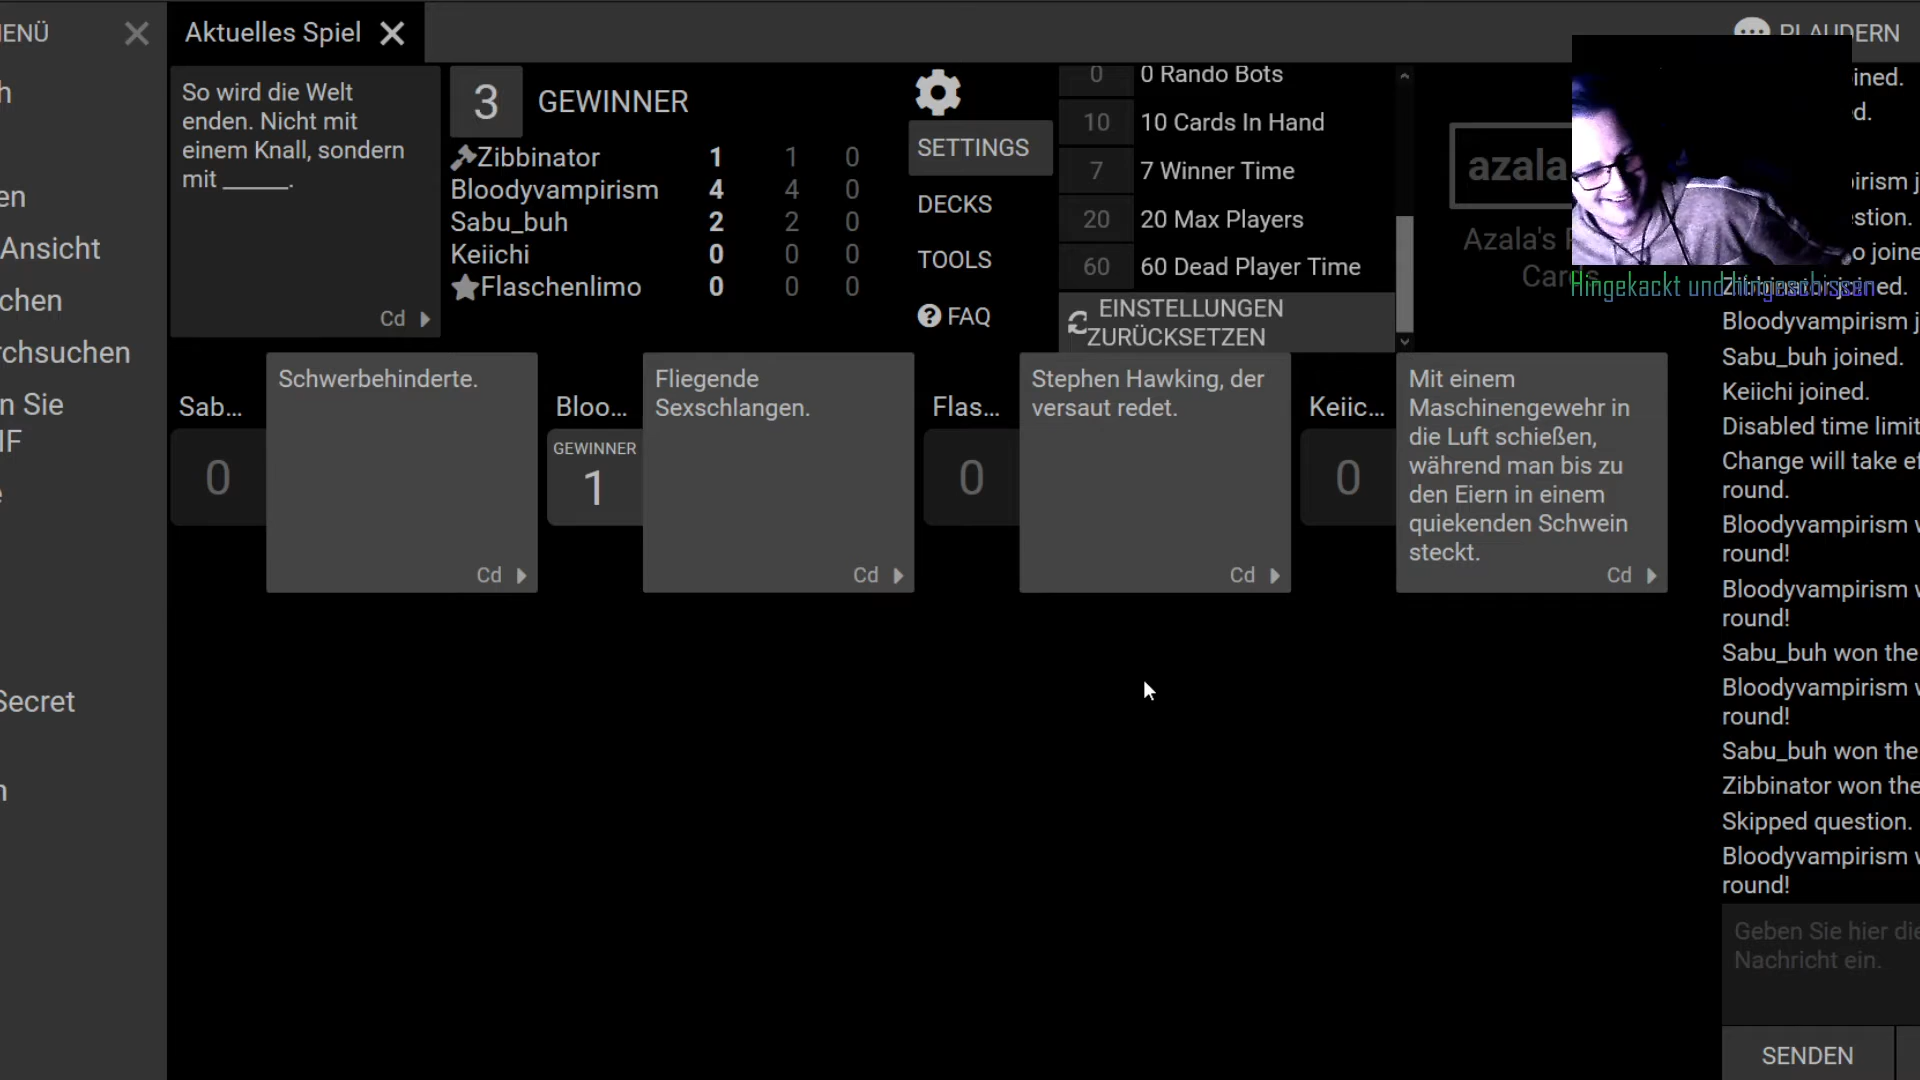 ENÜ
h
en
Ansicht
chen
rchsuchen
n Sie
IF
Secret
n
Aktuelles Spiel
So wird die Welt
enden. Nicht mit
einem Knall, sondern
mit _____.
Cd
3 GEWINNER
Zibbinator 1 1 0
Bloodyvampirism 4 4 0
Sabu_buh 2 2 0
Keiichi 0 0 0
Flaschenlimo 0 0 0
SETTINGS
DECKS
TOOLS
FAQ
0 0 Rando Bots
10 10 Cards In Hand
7 7 Winner Time
20 20 Max Players
60 60 Dead Player Time
EINSTELLUNGEN
ZURÜCKSETZEN
azala
Azala's
Cards
Hingekackt und hingeschissen
Sab...
0
Schwerbehinderte.
Cd
Bloo...
GEWINNER
1
Fliegende
Sexschlangen.
Cd
Flas...
0
Stephen Hawking, der
versaut redet.
Cd
Keiic...
0
Mit einem
Maschinengewehr in
die Luft schießen,
während man bis zu
den Eiern in einem
quiekenden Schwein
steckt.
Cd
PLAUDERN
ined.
d.
irism j
stion.
o joine
Zibbinator joined.
Bloodyvampirism j
Sabu_buh joined.
Keiichi joined.
Disabled time limit
Change will take ef
round.
Bloodyvampirism w
round!
Bloodyvampirism w
round!
Sabu_buh won the
Bloodyvampirism w
round!
Sabu_buh won the
Zibbinator won the
Skipped question.
Bloodyvampirism w
round!
Geben Sie hier die
Nachricht ein.
SENDEN